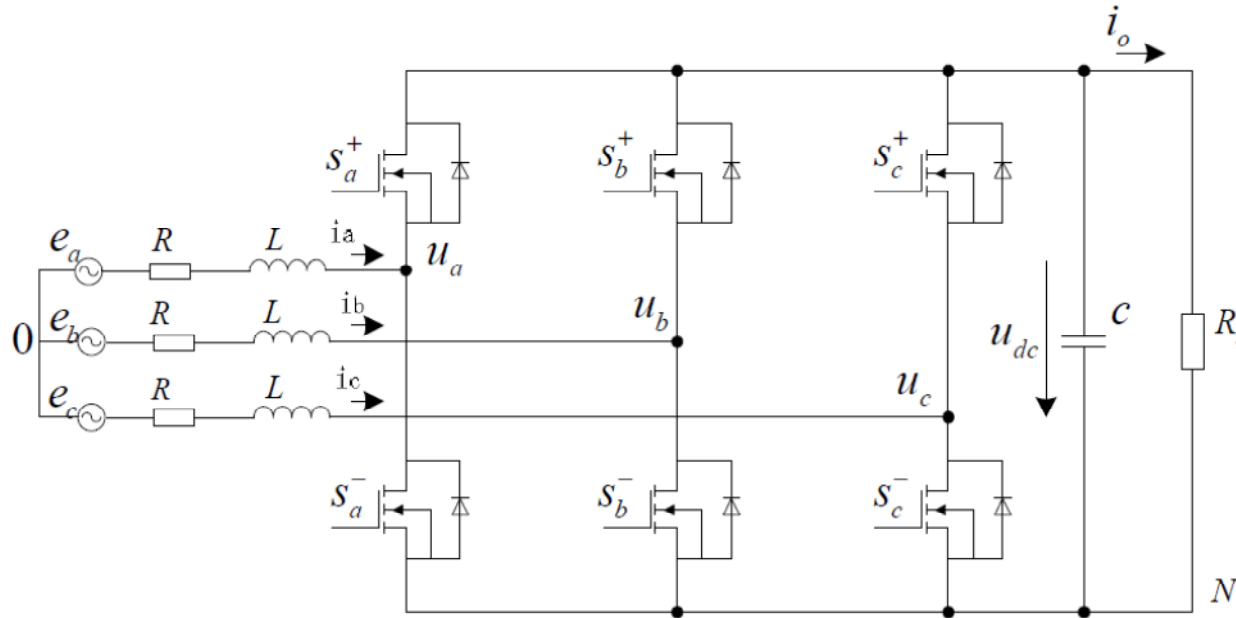 i_o
s_a^+ s_b^+ s_c^+
e_a R L ia u_a
0 e_b R L ib u_b
e_c R L ic u_c
u_dc c R
s_a^- s_b^- s_c^-
N